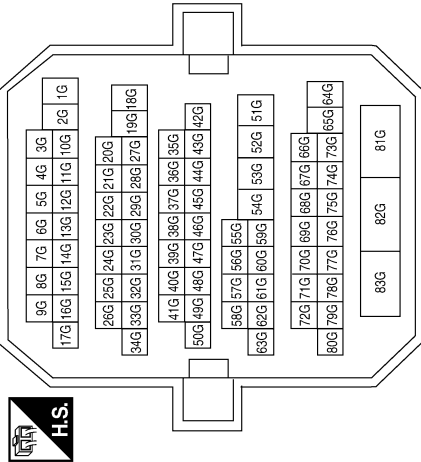 9G 8G 7G 6G 5G 4G 3G
17G 16G 15G 14G 13G 12G 11G 10G 2G 1G
26G 25G 24G 23G 22G 21G 20G
34G 33G 32G 31G 30G 29G 28G 27G 19G 18G
41G 40G 39G 38G 37G 36G 35G
50G 49G 48G 47G 46G 45G 44G 43G 42G
58G 57G 56G 55G
63G 62G 61G 60G 59G 54G 53G 52G 51G
72G 71G 70G 69G 68G 67G 66G
80G 79G 78G 77G 76G 75G 74G 73G 65G 64G
83G 82G 81G
H.S.